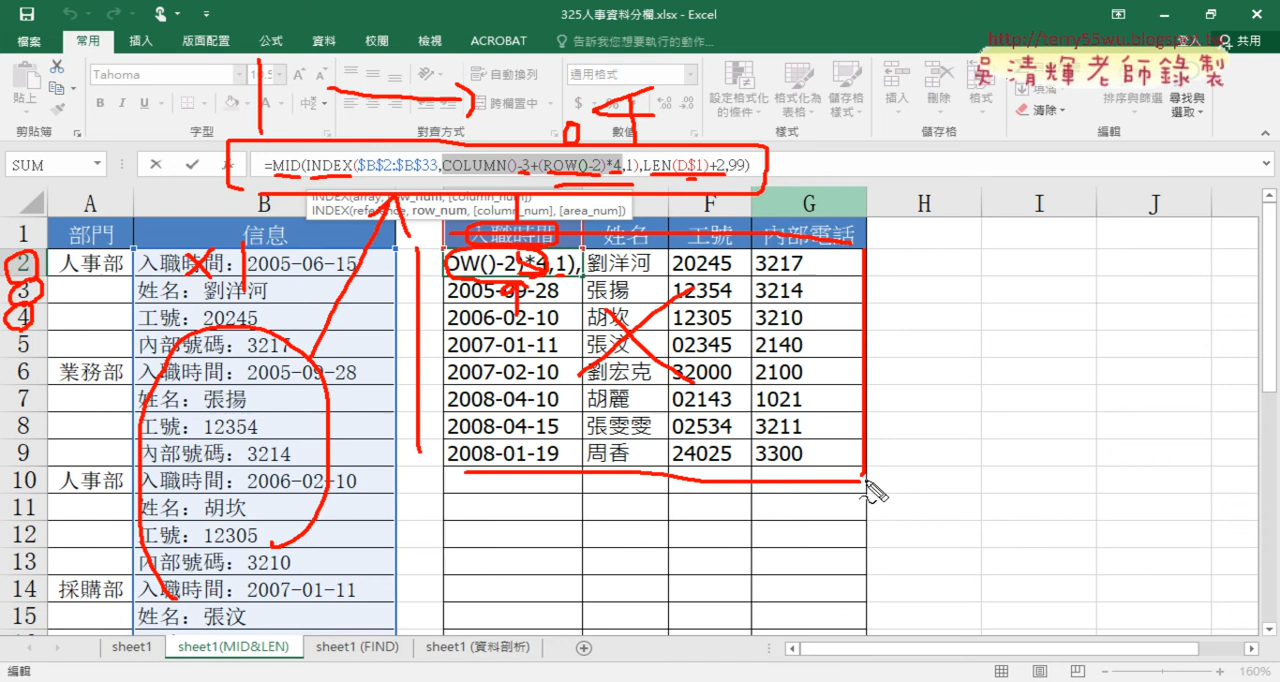 325人事資料分欄.xlsx - Excel
檔案 常用 插入 版面配置 公式 資料 校閱 檢視 ACROBAT 告訴我您想要執行的動作... 登入 共用
http://terry55wu.blogspot.tw
吳清輝老師錄製
Tahoma
自動換列 通用格式
貼上 B I U 中 跨欄置中 $ %
設定格式化的條件 格式化為表格 儲存格樣式 插入 刪除 格式 填滿 清除 排序與篩選 尋找與選取
剪貼簿 字型 對齊方式 數值 樣式 儲存格 編輯
SUM =MID(INDEX($B$2:$B$33,COLUMN()-3+(ROW()-2)*4,1),LEN(D$1)+2,99)
INDEX(array, row_num, [column_num])
INDEX(reference, row_num, [column_num], [area_num])
A B F G H I J
1 部門 信息 入職時間 姓名 工號 內部電話
2 人事部 入職時間：2005-06-15 OW()-2)*4,1), 劉洋河 20245 3217
3 姓名：劉洋河 2005-09-28 張揚 12354 3214
4 工號：20245 2006-02-10 胡坎 12305 3210
5 內部號碼：3217 2007-01-11 張汶 02345 2140
6 業務部 入職時間：2005-09-28 2007-02-10 劉宏克 32000 2100
7 姓名：張揚 2008-04-10 胡麗 02143 1021
8 工號：12354 2008-04-15 張雯雯 02534 3211
9 內部號碼：3214 2008-01-19 周香 24025 3300
10 人事部 入職時間：2006-02-10
11 姓名：胡坎
12 工號：12305
13 內部號碼：3210
14 採購部 入職時間：2007-01-11
15 姓名：張汶
sheet1 sheet1(MID&LEN) sheet1 (FIND) sheet1 (資料剖析)
編輯 160%